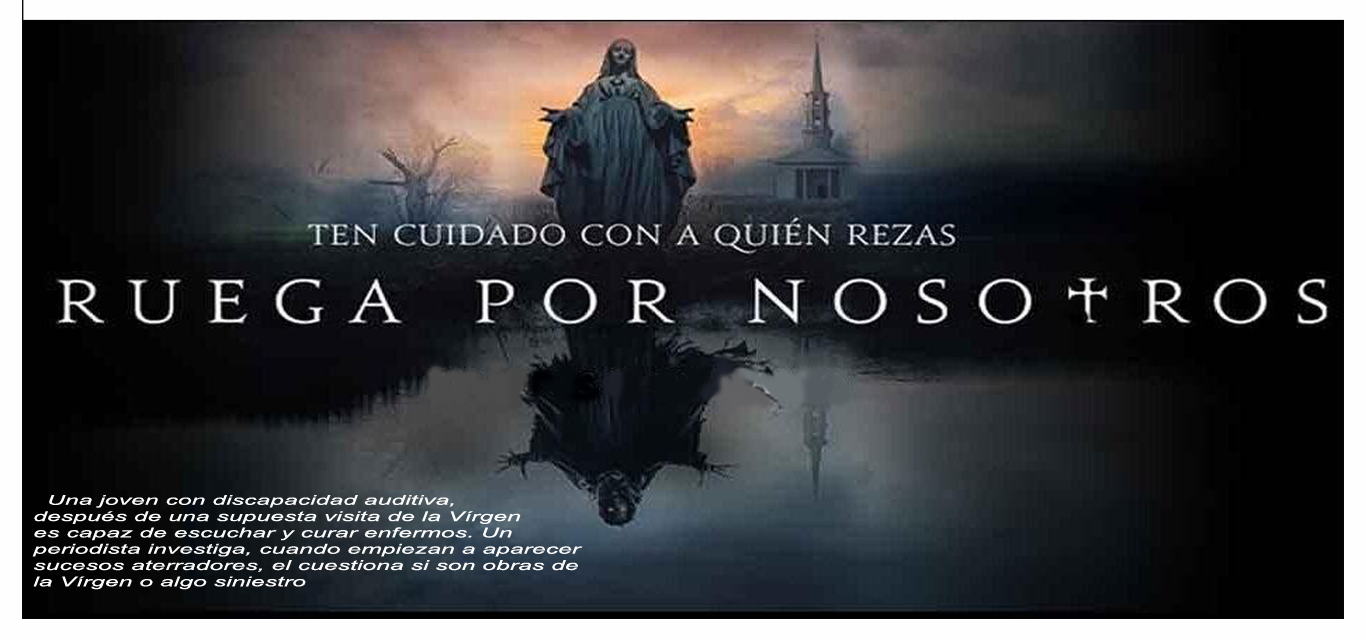 TEN CUIDADO CON A QUIÉN REZAS
RUEGA POR NOSOTROS
Una joven con discapacidad auditiva,
después de una supuesta visita de la Vírgen
es capaz de escuchar y curar enfermos. Un
periodista investiga, cuando empiezan a aparecer
sucesos aterradores, el cuestiona si son obras de
la Vírgen o algo siniestro